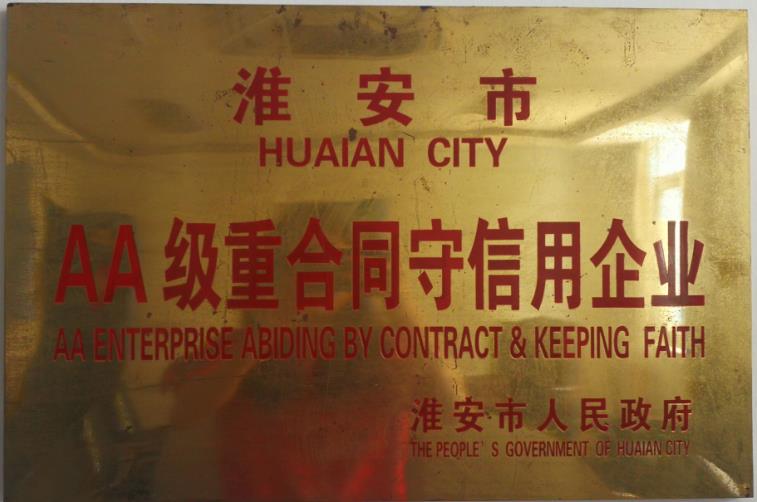 淮安市
HUAIAN CITY
AA级重合同守信用企业
AA ENTERPRISE ABIDING BY CONTRACT & KEEPING FAITH
淮安市人民政府
THE PEOPLE'S GOVERNMENT OF HUAIAN CITY